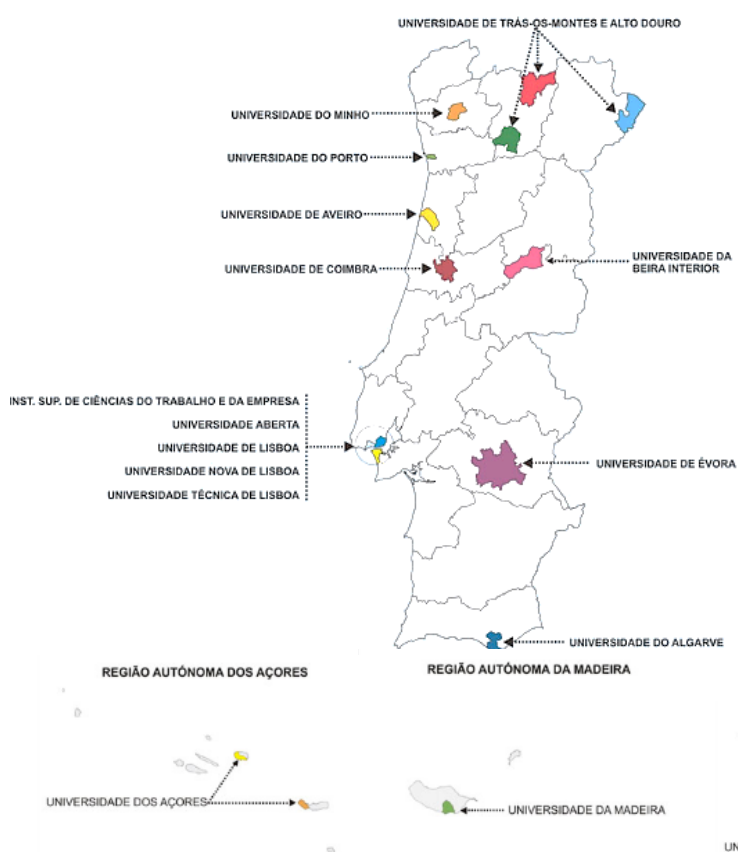 UNIVERSIDADE DE TRÁS-OS-MONTES E ALTO DOURO
UNIVERSIDADE DO MINHO
UNIVERSIDADE DO PORTO
UNIVERSIDADE DE AVEIRO
UNIVERSIDADE DA
BEIRA INTERIOR
UNIVERSIDADE DE COIMBRA
INST. SUP. DE CIÊNCIAS DO TRABALHO E DA EMPRESA
UNIVERSIDADE ABERTA
UNIVERSIDADE DE LISBOA
UNIVERSIDADE NOVA DE LISBOA
UNIVERSIDADE TÉCNICA DE LISBOA
UNIVERSIDADE DE ÉVORA
UNIVERSIDADE DO ALGARVE
REGIÃO AUTÓNOMA DOS AÇORES
REGIÃO AUTÓNOMA DA MADEIRA
UNIVERSIDADE DOS AÇORES
UNIVERSIDADE DA MADEIRA
UN